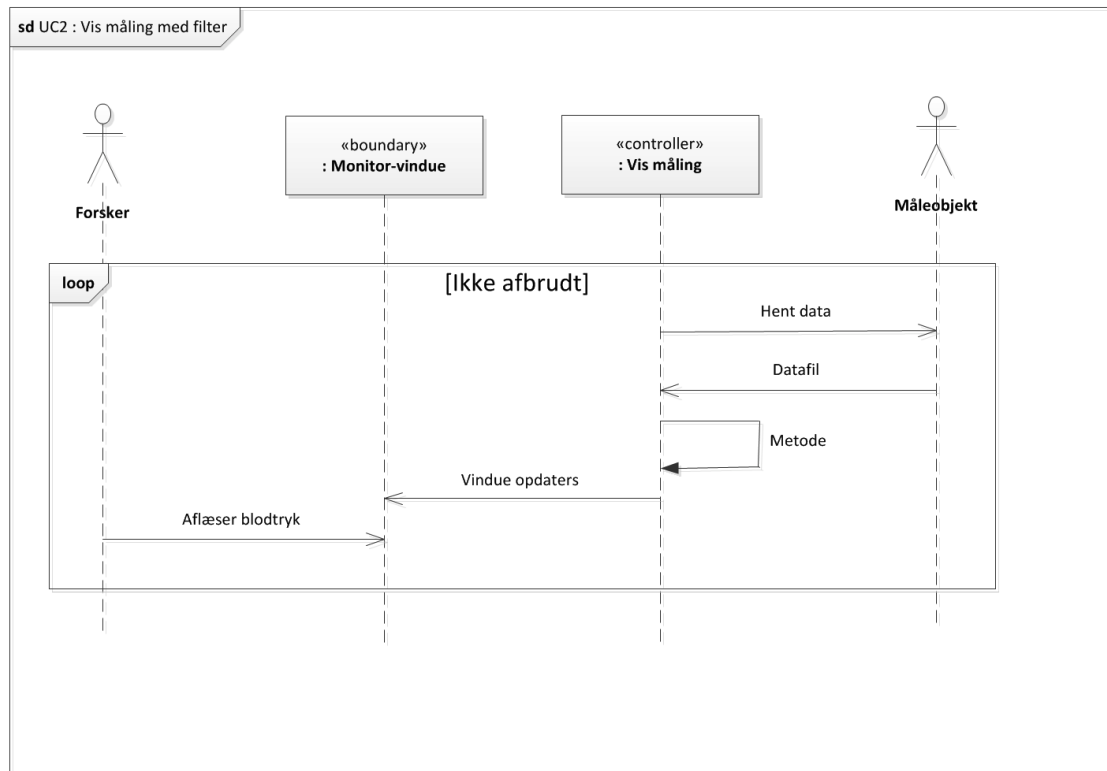 sd UC2 : Vis måling med filter
«boundary»
: Monitor-vindue
«controller»
: Vis måling
Forsker
Måleobjekt
loop
[Ikke afbrudt]
Hent data
Datafil
Metode
Vindue opdaters
Aflæser blodtryk